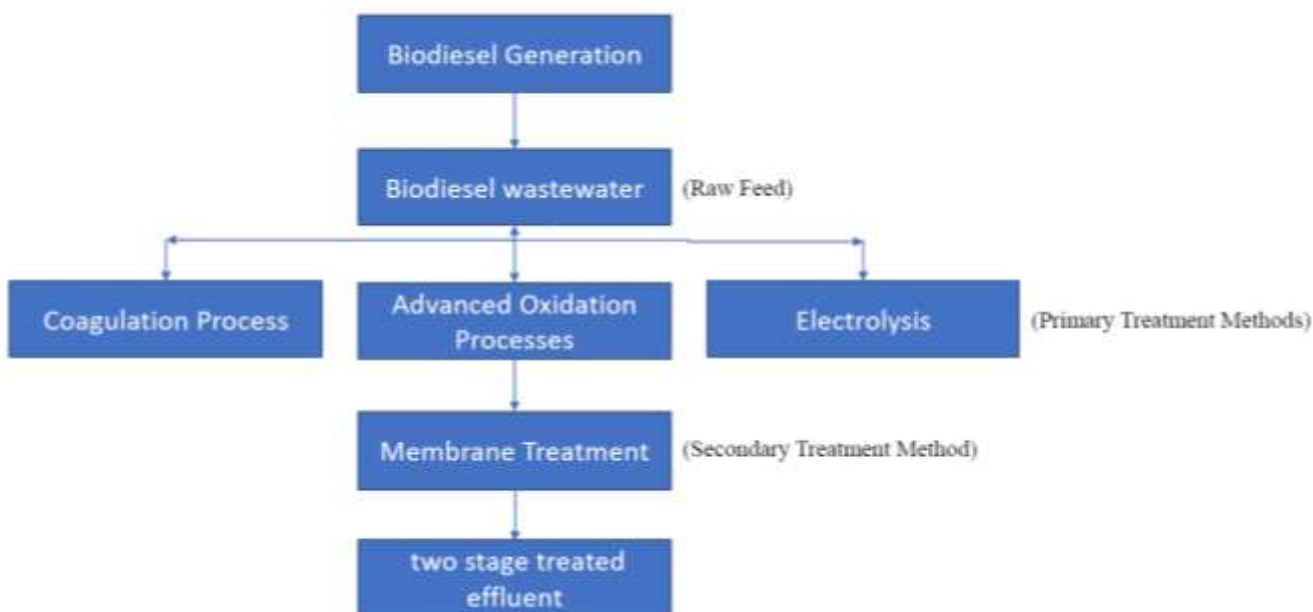 Biodiesel Generation
Biodiesel wastewater
(Raw Feed)
Coagulation Process
Advanced Oxidation
Processes
Electrolysis
(Primary Treatment Methods)
Membrane Treatment
(Secondary Treatment Method)
two stage treated
effluent